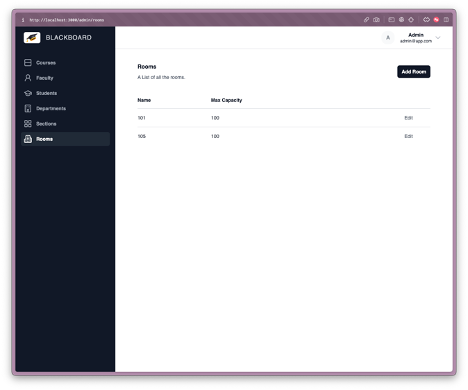 http://localhost:3000/admin/rooms
BLACKBOARD
Admin
A
admin@app.com
Courses
Faculty
Students
Departments
Sections
Rooms
Rooms
A List of all the rooms.
Add Room
Name Max Capacity
101 100 Edit
105 100 Edit